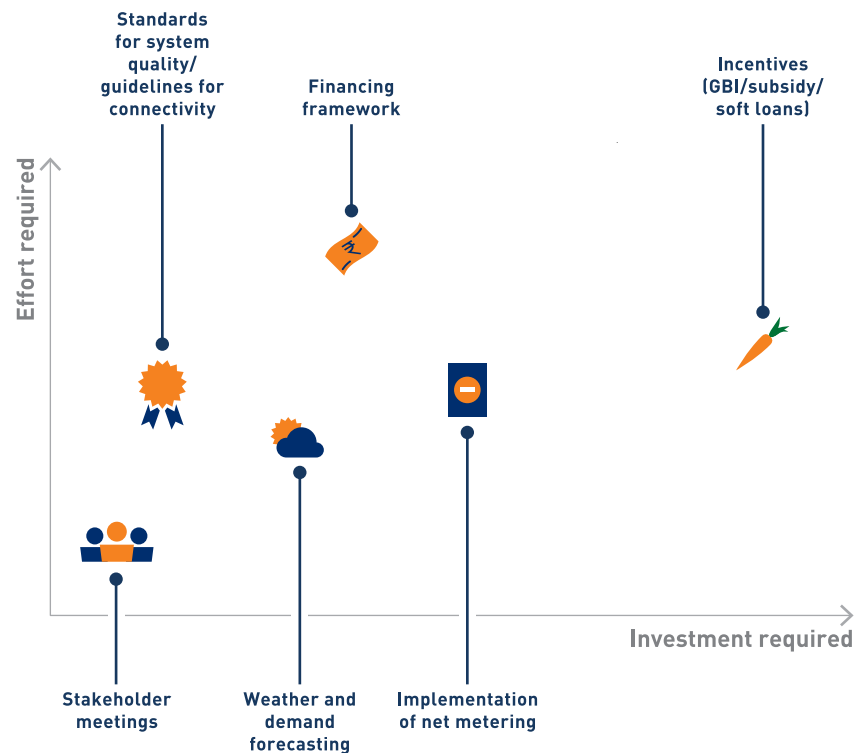 Standards
for system
quality/
guidelines for
connectivity
Financing
framework
Incentives
(GBI/subsidy/
soft loans)
Effort required
₹
Investment required
Stakeholder
meetings
Weather and
demand
forecasting
Implementation
of net metering